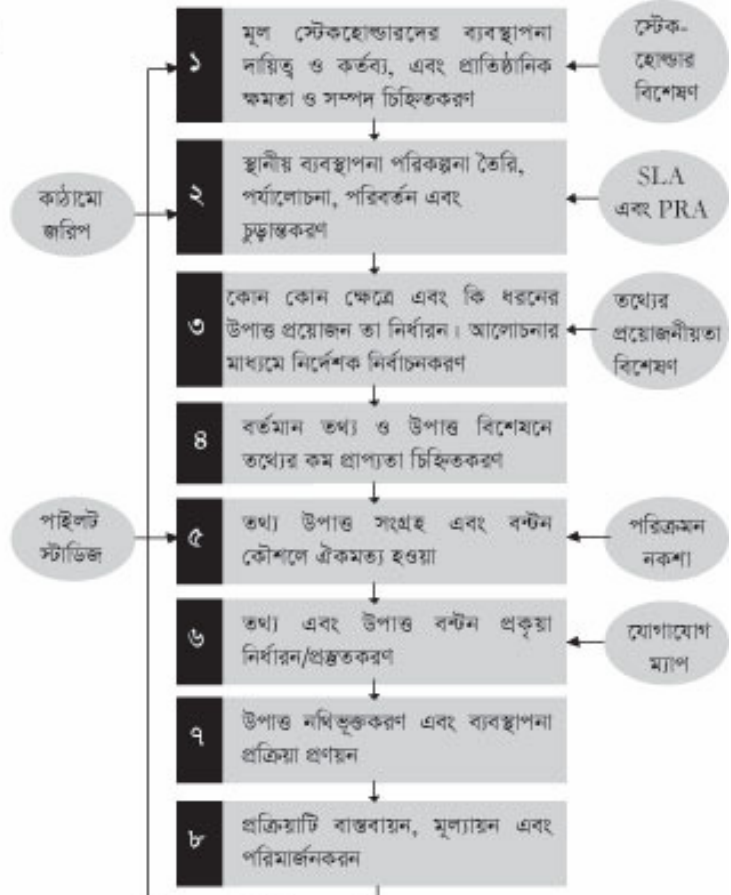 ১
মূল স্টেকহোল্ডারদের ব্যবস্থাপনা
দায়িত্ব ও কর্তব্য, এবং প্রাতিষ্ঠানিক
ক্ষমতা ও সম্পদ চিহ্নিতকরণ
স্টেক-
হোল্ডার
বিশেষণ
কাঠামো
জরিপ
২
স্থানীয় ব্যবস্থাপনা পরিকল্পনা তৈরি,
পর্যালোচনা, পরিবর্তন এবং
চুড়ান্তকরণ
SLA
এবং PRA
৩
কোন কোন ক্ষেত্রে এবং কি ধরনের
উপাত্ত প্রয়োজন তা নির্ধারন। আলোচনার
মাধ্যমে নির্দেশক নির্বাচনকরণ
তথ্যের
প্রয়োজনীয়তা
বিশেষণ
৪
বর্তমান তথ্য ও উপাত্ত বিশেষনে
তথ্যের কম প্রাপ্যতা চিহ্নিতকরণ
পাইলট
স্টাডিজ
৫
তথ্য উপাত্ত সংগ্রহ এবং বন্টন
কৌশলে ঐকমত্য হওয়া
পরিক্রমন
নকশা
৬
তথ্য এবং উপাত্ত বন্টন প্রকৃয়া
নির্ধারন/প্রস্তুতকরণ
যোগাযোগ
ম্যাপ
৭
উপাত্ত নথিভূক্তকরণ এবং ব্যবস্থাপনা
প্রক্রিয়া প্রণয়ন
৮
প্রক্রিয়াটি বাস্তবায়ন, মূল্যায়ন এবং
পরিমার্জনকরন